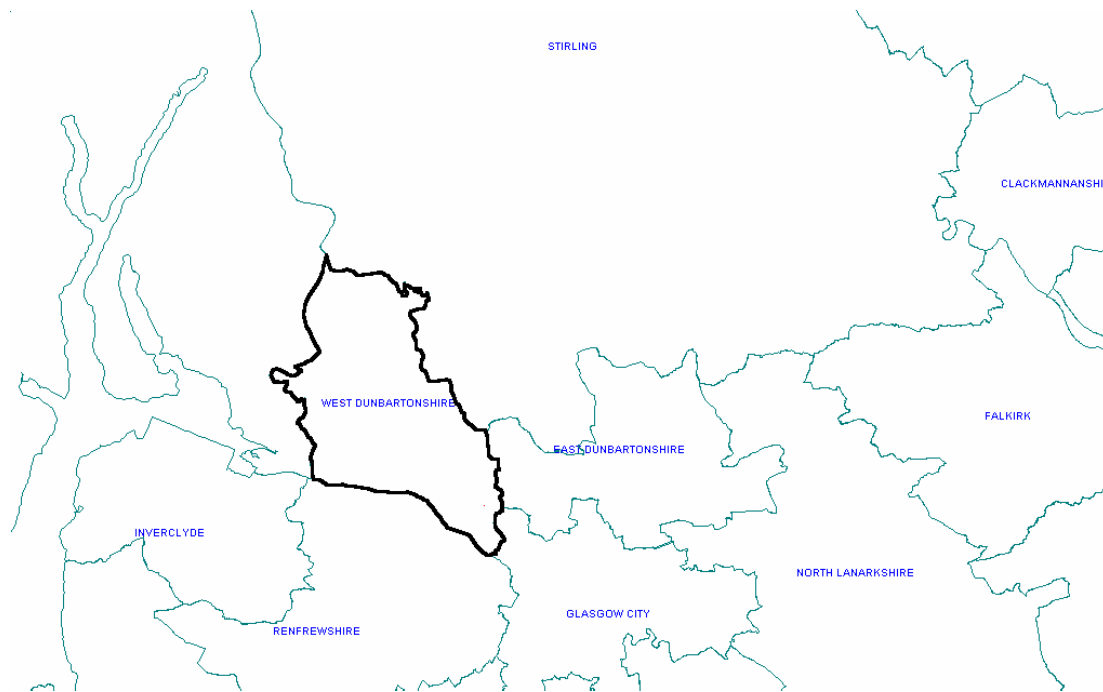 STIRLING
CLACKMANNANSHI
WEST DUNBARTONSHIRE
FALKIRK
EAST DUNBARTONSHIRE
INVERCLYDE
NORTH LANARKSHIRE
GLASGOW CITY
RENFREWSHIRE